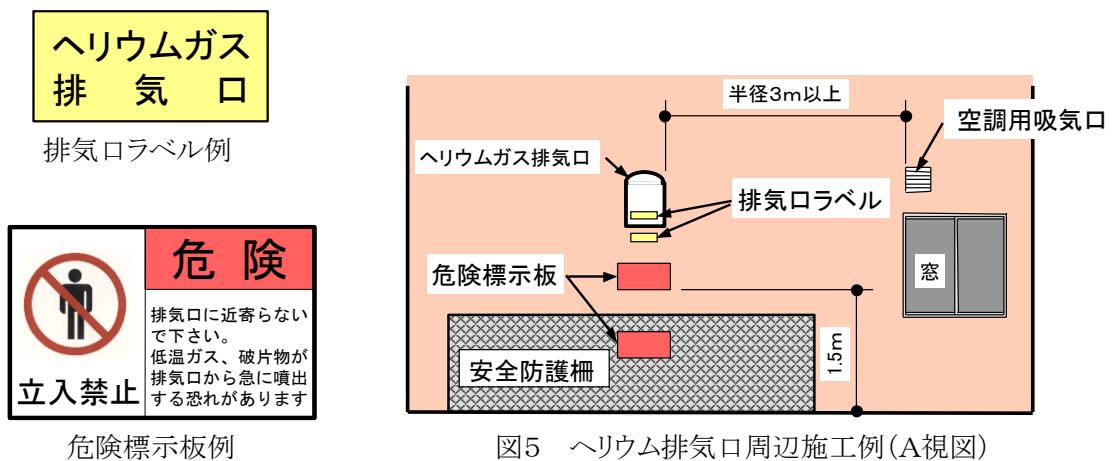 ヘリウムガス
排 気 口
排気口ラベル例
危 険
排気口に近寄らない
で下さい。
低温ガス、破片物が
排気口から急に噴出
する恐れがあります
立入禁止
危険標示板例
半径3m以上
空調用吸気口
ヘリウムガス排気口
排気口ラベル
危険標示板
窓
安全防護柵
1.5m
図5 ヘリウム排気口周辺施工例(A視図)